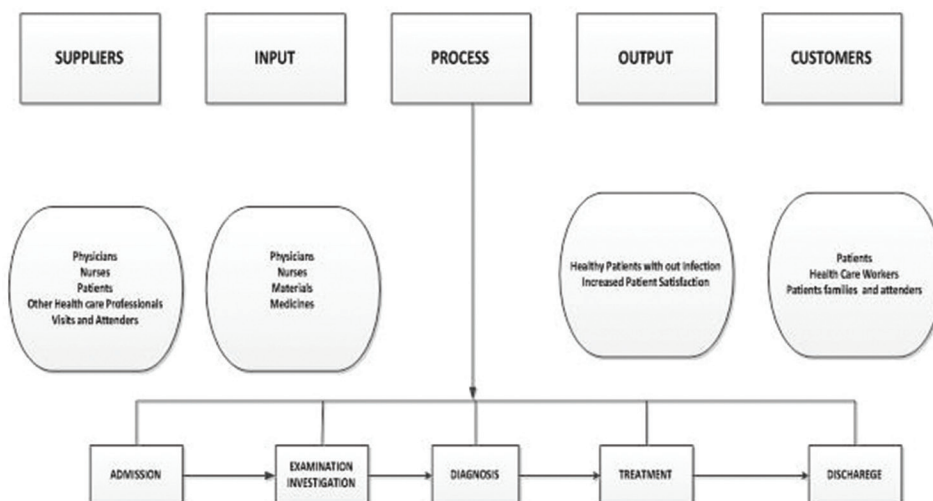 SUPPLIERS
INPUT
PROCESS
OUTPUT
CUSTOMERS
Physicians
Nurses
Patients
Other Health care Professionals
Visits and Attenders
Physicians
Nurses
Materials
Medicines
Healthy Patients with out Infection
Increased Patient Satisfaction
Patients
Health Care Workers
Patients families and attenders
ADMISSION
EXAMINATION
INVESTIGATION
DIAGNOSIS
TREATMENT
DISCHAREGE